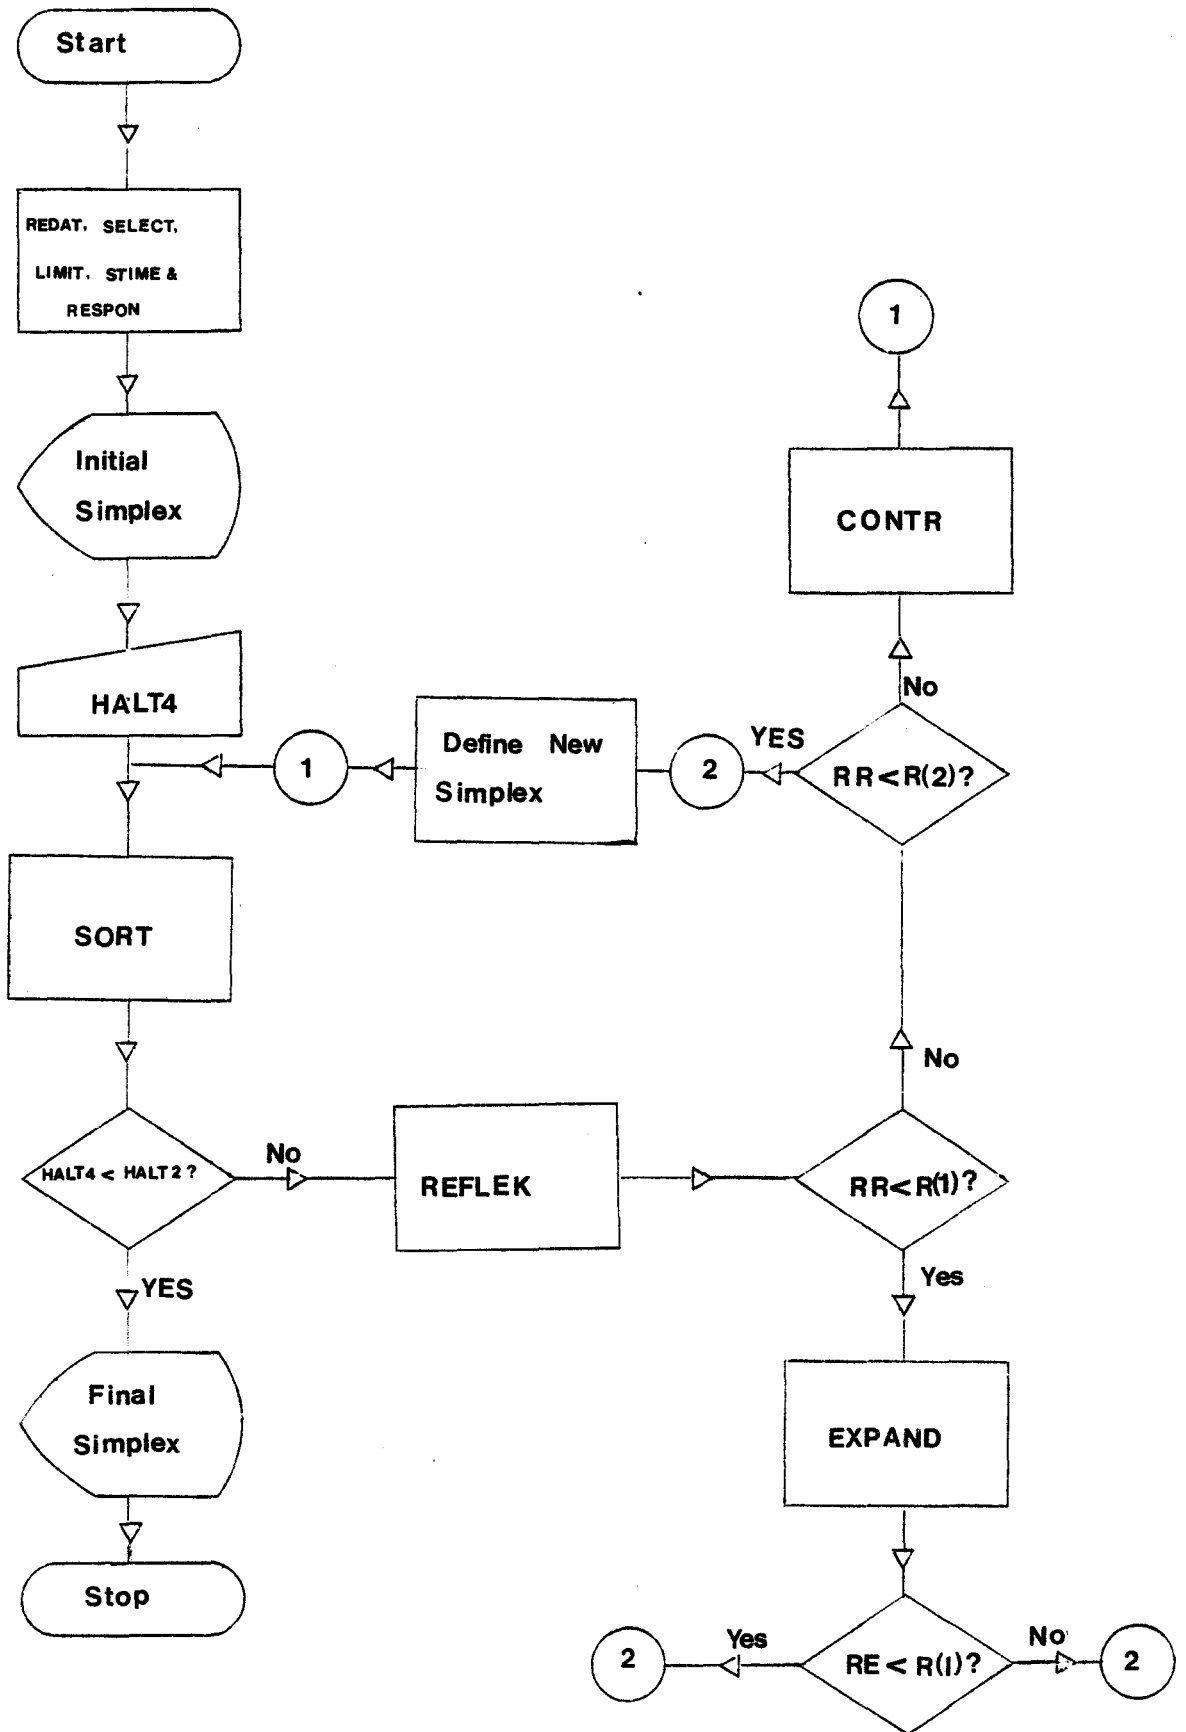 Start
REDAT, SELECT,
LIMIT, STIME &
RESPON
Initial
Simplex
HALT4
SORT
HALT4 < HALT2 ?
No
YES
Final
Simplex
Stop
REFLEK
RR<R(1)?
No
Yes
EXPAND
RE < R(1)?
Yes
2
No
2
RR<R(2)?
YES
2
Define New
Simplex
1
No
CONTR
1